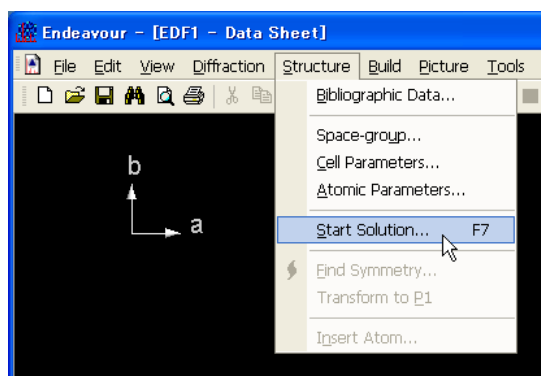 Endeavour - [EDF1 - Data Sheet]
File Edit View Diffraction Structure Build Picture Tools
Bibliographic Data...
Space-group...
Cell Parameters...
Atomic Parameters...
Start Solution... F7
Find Symmetry...
Transform to P1
Insert Atom...
b
a